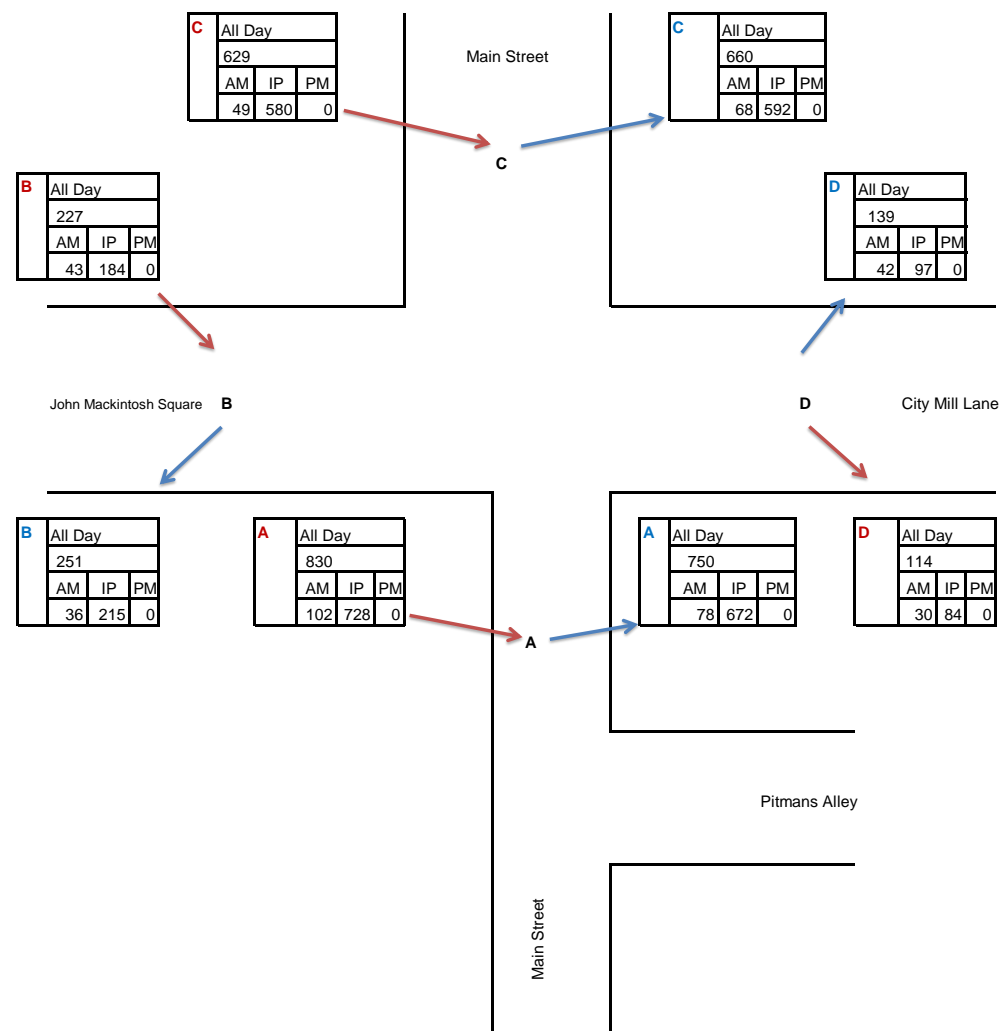 C All Day
629
AM IP PM
49 580 0
Main Street
C All Day
660
AM IP PM
68 592 0
C
B All Day
227
AM IP PM
43 184 0
D All Day
139
AM IP PM
42 97 0
John Mackintosh Square B
D City Mill Lane
B All Day
251
AM IP PM
36 215 0
A All Day
830
AM IP PM
102 728 0
A All Day
750
AM IP PM
78 672 0
D All Day
114
AM IP PM
30 84 0
A
Pitmans Alley
Main Street